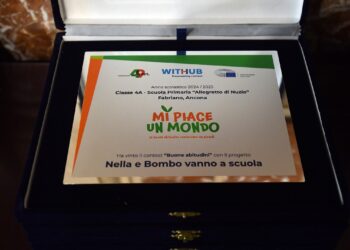 WITHUB
Anno scolastico 2024 / 2025
Classe 4A - Scuola Primaria "Allegretto di Nuzio"
Fabriano, Ancona
MI PIACE
UN MONDO
Ha vinto il contest "Buone abitudini" con il progetto
Nella e Bombo vanno a scuola